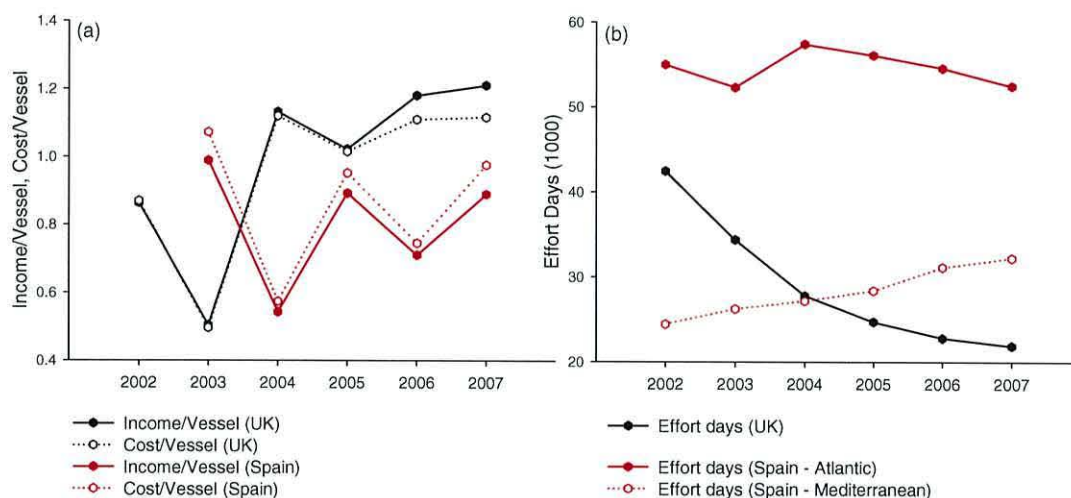 (a)
Income/Vessel, Cost/Vessel
1.4
1.2
1.0
0.8
0.6
0.4
2002 2003 2004 2005 2006 2007
Income/Vessel (UK)
Cost/Vessel (UK)
Income/Vessel (Spain)
Cost/Vessel (Spain)
(b)
Effort Days (1000)
60
50
40
30
20
2002 2003 2004 2005 2006 2007
Effort days (UK)
Effort days (Spain - Atlantic)
Effort days (Spain - Mediterranean)